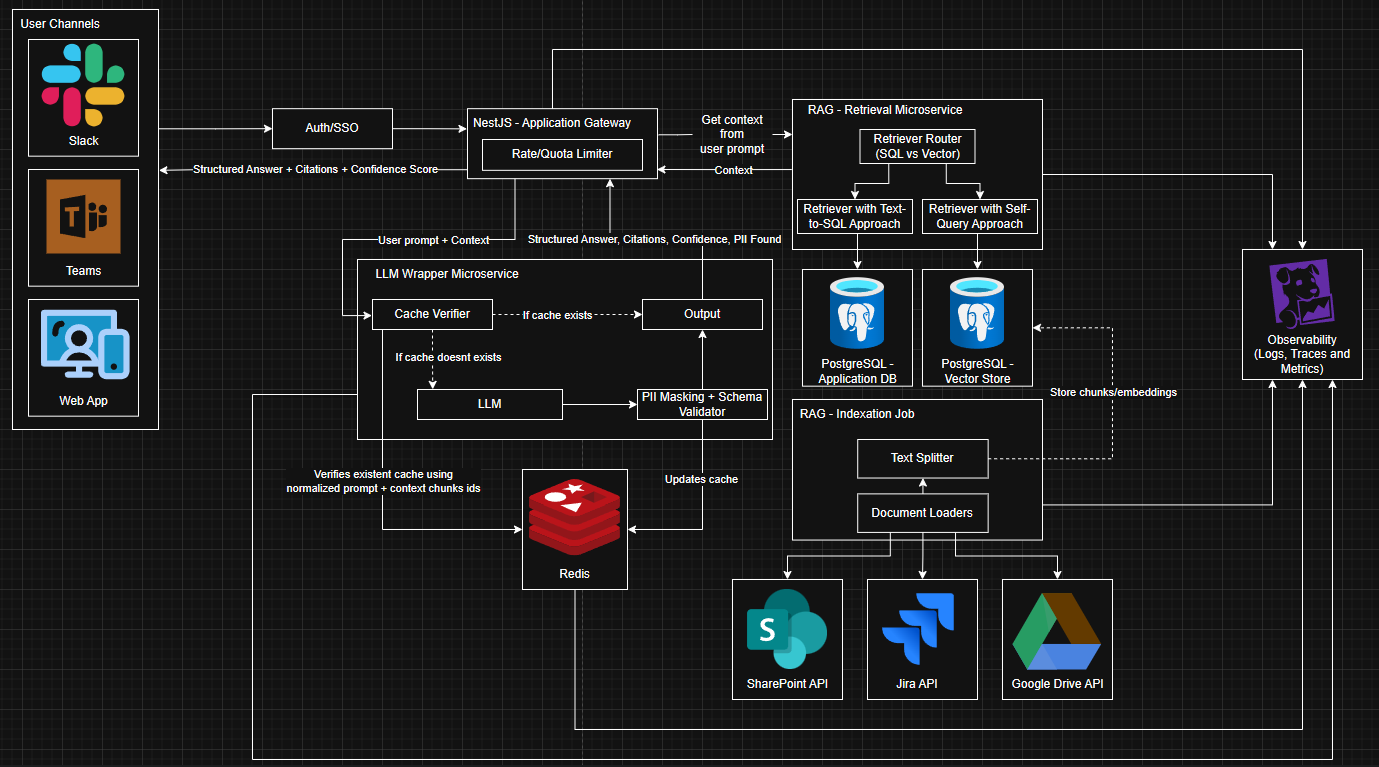 User Channels
Slack
Teams
Web App
Auth/SSO
Structured Answer + Citations + Confidence Score
NestJS - Application Gateway
Rate/Quota Limiter
Get context
from
user prompt
Context
RAG - Retrieval Microservice
Retriever Router
(SQL vs Vector)
Retriever with Text-
to-SQL Approach
Retriever with Self-
Query Approach
User prompt + Context
Structured Answer, Citations, Confidence, PII Found
LLM Wrapper Microservice
Cache Verifier
If cache exists
Output
If cache doesnt exists
LLM
PII Masking + Schema
Validator
PostgreSQL -
Application DB
PostgreSQL -
Vector Store
Observability
(Logs, Traces and
Metrics)
Store chunks/embeddings
RAG - Indexation Job
Text Splitter
Document Loaders
Verifies existent cache using
normalized prompt + context chunks ids
Updates cache
Redis
S
SharePoint API
Jira API
Google Drive API